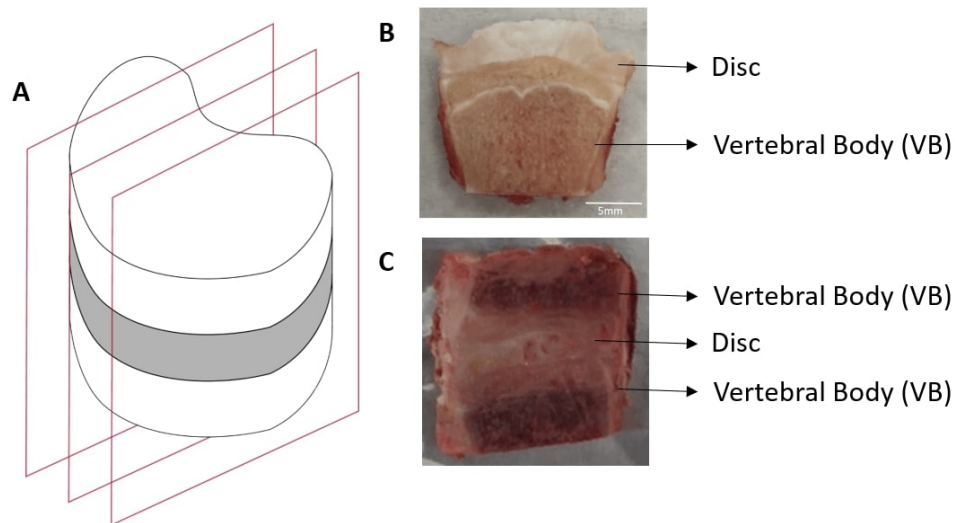 A
B
Disc
Vertebral Body (VB)
5mm
C
Vertebral Body (VB)
Disc
Vertebral Body (VB)